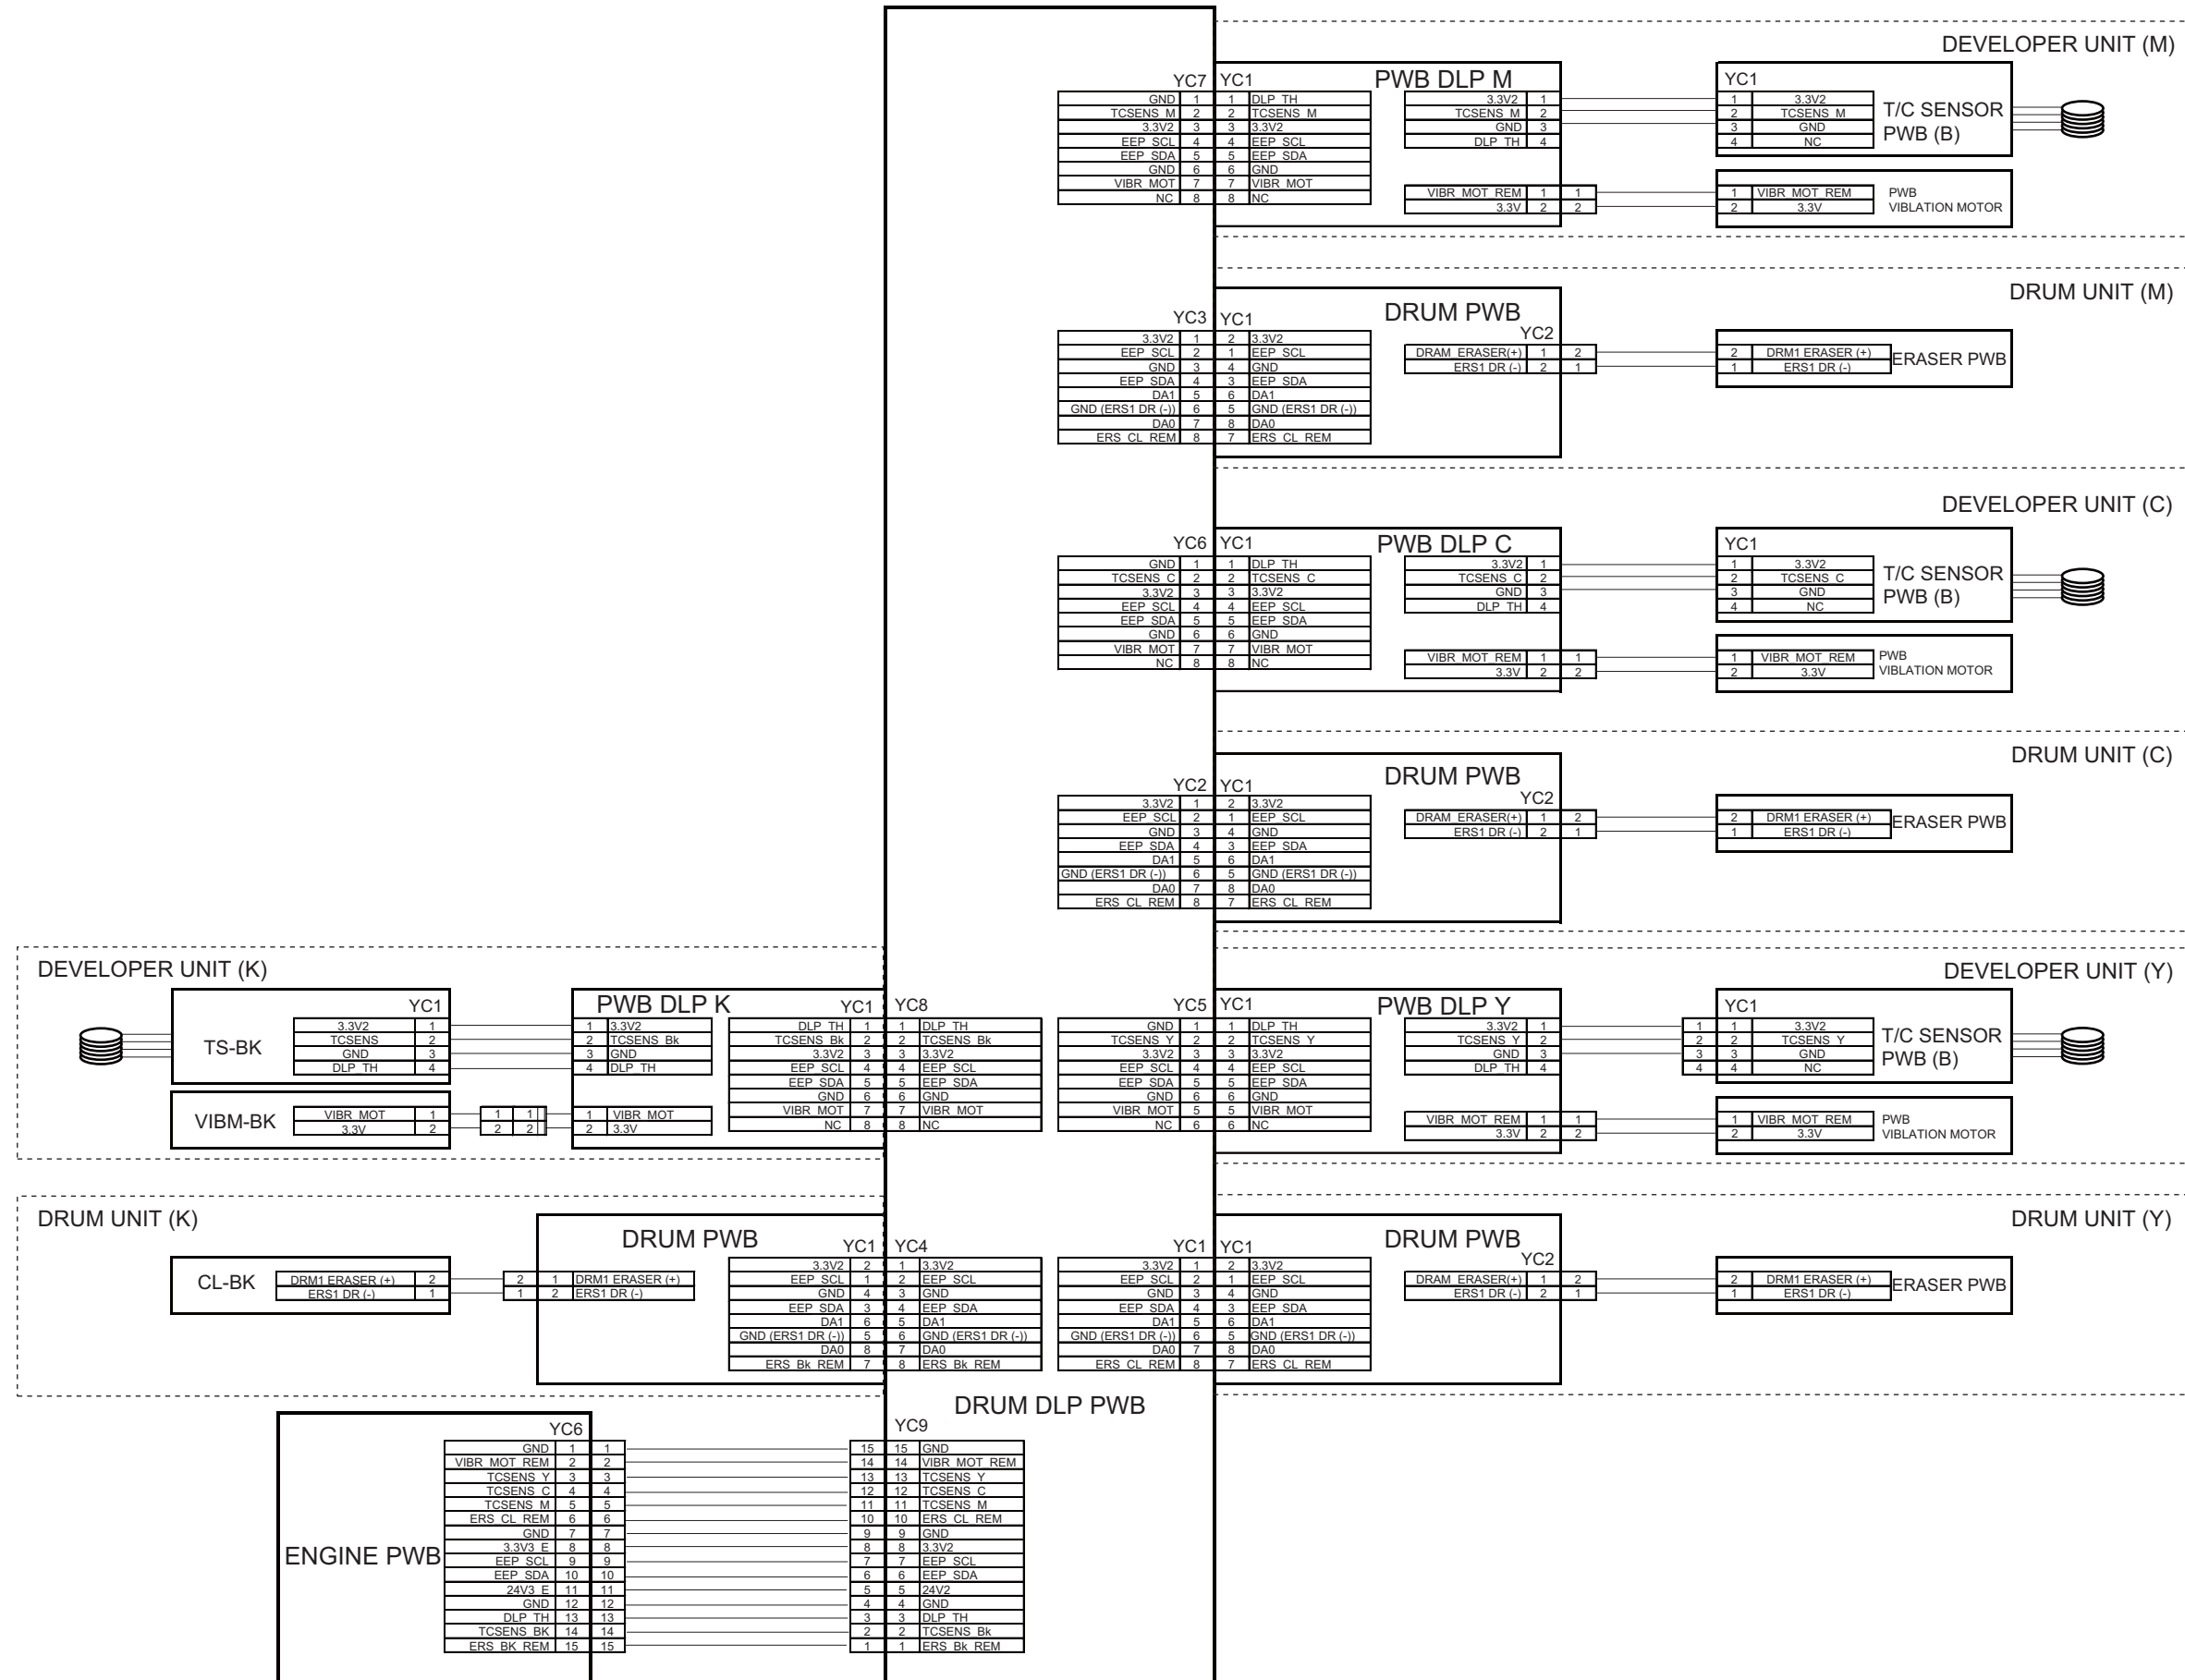 DEVELOPER UNIT (M)
YC7 YC1 PWB DLP M YC1
GND 1 1 DLP_TH 3.3V2 1 1 3.3V2
TCSENS_M 2 2 TCSENS_M TCSENS_M 2 2 TCSENS_M
3.3V2 3 3 3.3V2 GND 3 3 GND
EEP_SCL 4 4 EEP_SCL DLP_TH 4 4 NC
T/C SENSOR
PWB (B)
EEP_SDA 5 5 EEP_SDA
GND 6 6 GND
VIBR_MOT 7 7 VIBR_MOT
NC 8 8 NC
VIBR_MOT_REM 1 1 1 VIBR_MOT_REM
3.3V 2 2 2 3.3V
PWB
VIBLATION MOTOR
DRUM UNIT (M)
YC3 YC1 DRUM PWB
YC2
3.3V2 1 2 3.3V2
EEP_SCL 2 1 EEP_SCL
GND 3 4 GND
EEP_SDA 4 3 EEP_SDA
DA1 5 6 DA1
GND (ERS1 DR (-)) 6 5 GND (ERS1 DR (-))
DA0 7 8 DA0
ERS_CL_REM 8 7 ERS_CL_REM
DRAM_ERASER(+) 1 2 2 DRM1 ERASER (+)
ERS1 DR (-) 2 1 1 ERS1 DR (-)
ERASER PWB
DEVELOPER UNIT (C)
YC6 YC1 PWB DLP C YC1
GND 1 1 DLP_TH 3.3V2 1 1 3.3V2
TCSENS_C 2 2 TCSENS_C TCSENS_C 2 2 TCSENS_C
3.3V2 3 3 3.3V2 GND 3 3 GND
EEP_SCL 4 4 EEP_SCL DLP_TH 4 4 NC
T/C SENSOR
PWB (B)
EEP_SDA 5 5 EEP_SDA
GND 6 6 GND
VIBR_MOT 7 7 VIBR_MOT
NC 8 8 NC
VIBR_MOT_REM 1 1 1 VIBR_MOT_REM
3.3V 2 2 2 3.3V
PWB
VIBLATION MOTOR
DRUM UNIT (C)
YC2 YC1 DRUM PWB
YC2
3.3V2 1 2 3.3V2
EEP_SCL 2 1 EEP_SCL
GND 3 4 GND
EEP_SDA 4 3 EEP_SDA
DA1 5 6 DA1
GND (ERS1 DR (-)) 6 5 GND (ERS1 DR (-))
DA0 7 8 DA0
ERS_CL_REM 8 7 ERS_CL_REM
DRAM_ERASER(+) 1 2 2 DRM1 ERASER (+)
ERS1 DR (-) 2 1 1 ERS1 DR (-)
ERASER PWB
DEVELOPER UNIT (K)
YC1 PWB DLP K YC1 YC8
TS-BK
3.3V2 1 1 3.3V2
TCSENS 2 2 TCSENS_Bk
GND 3 3 GND
DLP_TH 4 4 DLP_TH
VIBM-BK
VIBR_MOT 1 1 1 1 VIBR_MOT
3.3V 2 2 2 2 3.3V
DLP_TH 1 1 DLP_TH
TCSENS_Bk 2 2 TCSENS_Bk
3.3V2 3 3 3.3V2
EEP_SCL 4 4 EEP_SCL
EEP_SDA 5 5 EEP_SDA
GND 6 6 GND
VIBR_MOT 7 7 VIBR_MOT
NC 8 8 NC
DEVELOPER UNIT (Y)
YC5 YC1 PWB DLP Y YC1
GND 1 1 DLP_TH 3.3V2 1 1 1 3.3V2
TCSENS_Y 2 2 TCSENS_Y TCSENS_Y 2 2 2 TCSENS_Y
3.3V2 3 3 3.3V2 GND 3 3 3 GND
EEP_SCL 4 4 EEP_SCL DLP_TH 4 4 4 NC
T/C SENSOR
PWB (B)
EEP_SDA 5 5 EEP_SDA
GND 6 6 GND
VIBR_MOT 5 5 VIBR_MOT
NC 6 6 NC
VIBR_MOT_REM 1 1 1 VIBR_MOT_REM
3.3V 2 2 2 3.3V
PWB
VIBLATION MOTOR
DRUM UNIT (K)
DRUM PWB YC1 YC4
CL-BK
DRM1 ERASER (+) 2 2 1 DRM1 ERASER (+)
ERS1 DR (-) 1 1 2 ERS1 DR (-)
3.3V2 2 1 3.3V2
EEP_SCL 1 2 EEP_SCL
GND 4 3 GND
EEP_SDA 3 4 EEP_SDA
DA1 6 5 DA1
GND (ERS1 DR (-)) 5 6 GND (ERS1 DR (-))
DA0 8 7 DA0
ERS_Bk_REM 7 8 ERS_Bk_REM
DRUM UNIT (Y)
YC1 YC1 DRUM PWB
YC2
3.3V2 1 2 3.3V2
EEP_SCL 2 1 EEP_SCL
GND 3 4 GND
EEP_SDA 4 3 EEP_SDA
DA1 5 6 DA1
GND (ERS1 DR (-)) 6 5 GND (ERS1 DR (-))
DA0 7 8 DA0
ERS_CL_REM 8 7 ERS_CL_REM
DRAM_ERASER(+) 1 2 2 DRM1 ERASER (+)
ERS1 DR (-) 2 1 1 ERS1 DR (-)
ERASER PWB
DRUM DLP PWB
ENGINE PWB
YC6 YC9
GND 1 1 15 15 GND
VIBR_MOT_REM 2 2 14 14 VIBR_MOT_REM
TCSENS_Y 3 3 13 13 TCSENS_Y
TCSENS_C 4 4 12 12 TCSENS_C
TCSENS_M 5 5 11 11 TCSENS_M
ERS_CL_REM 6 6 10 10 ERS_CL_REM
GND 7 7 9 9 GND
3.3V3_E 8 8 8 8 3.3V2
EEP_SCL 9 9 7 7 EEP_SCL
EEP_SDA 10 10 6 6 EEP_SDA
24V3_E 11 11 5 5 24V2
GND 12 12 4 4 GND
DLP_TH 13 13 3 3 DLP_TH
TCSENS_BK 14 14 2 2 TCSENS_Bk
ERS_BK_REM 15 15 1 1 ERS_Bk_REM